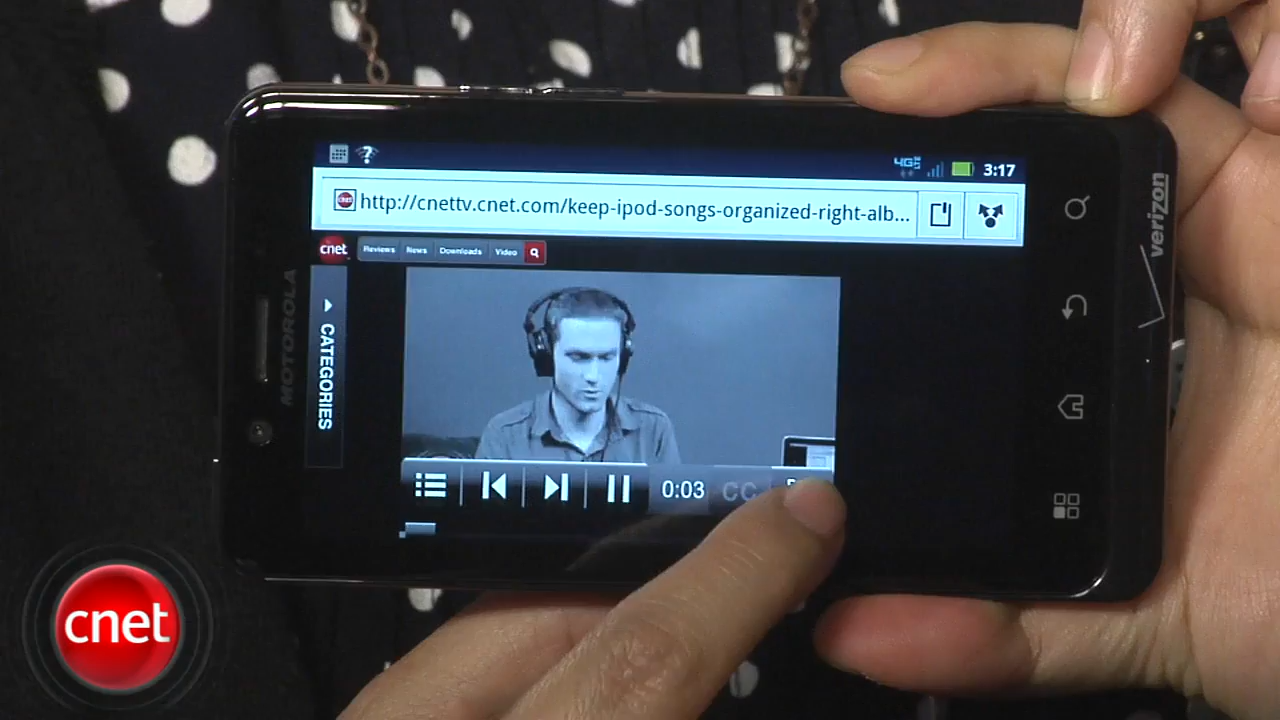 4G
3:17
http://cnettv.cnet.com/keep-ipod-songs-organized-right-alb...
cnet Reviews News Downloads Video
CATEGORIES
0:03 CC
MOTOROLA
verizon
cnet